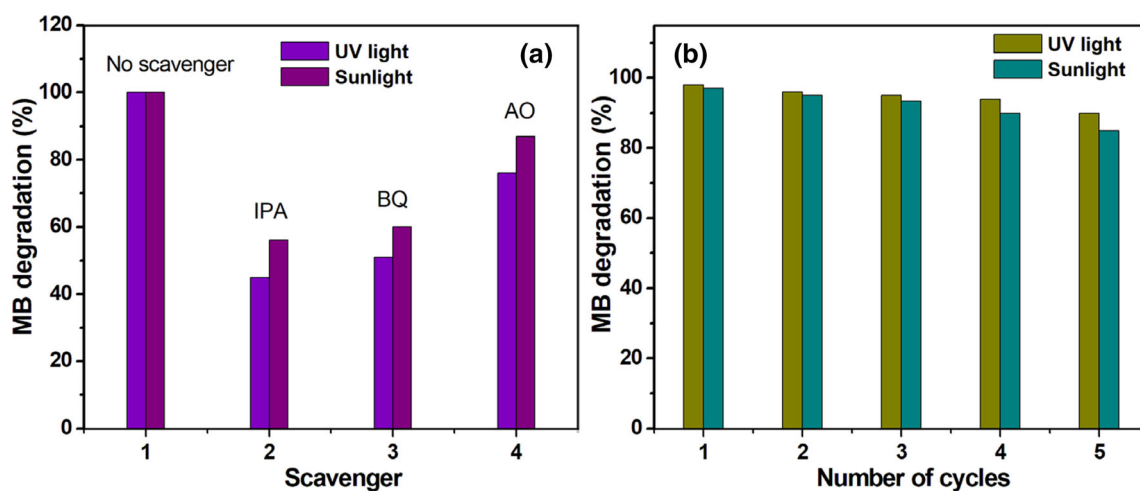 (a)
UV light
Sunlight
No scavenger
IPA
BQ
AO
120
100
80
60
40
20
0
1 2 3 4
MB degradation (%)
Scavenger
(b)
UV light
Sunlight
100
80
60
40
20
0
1 2 3 4 5
MB degradation (%)
Number of cycles